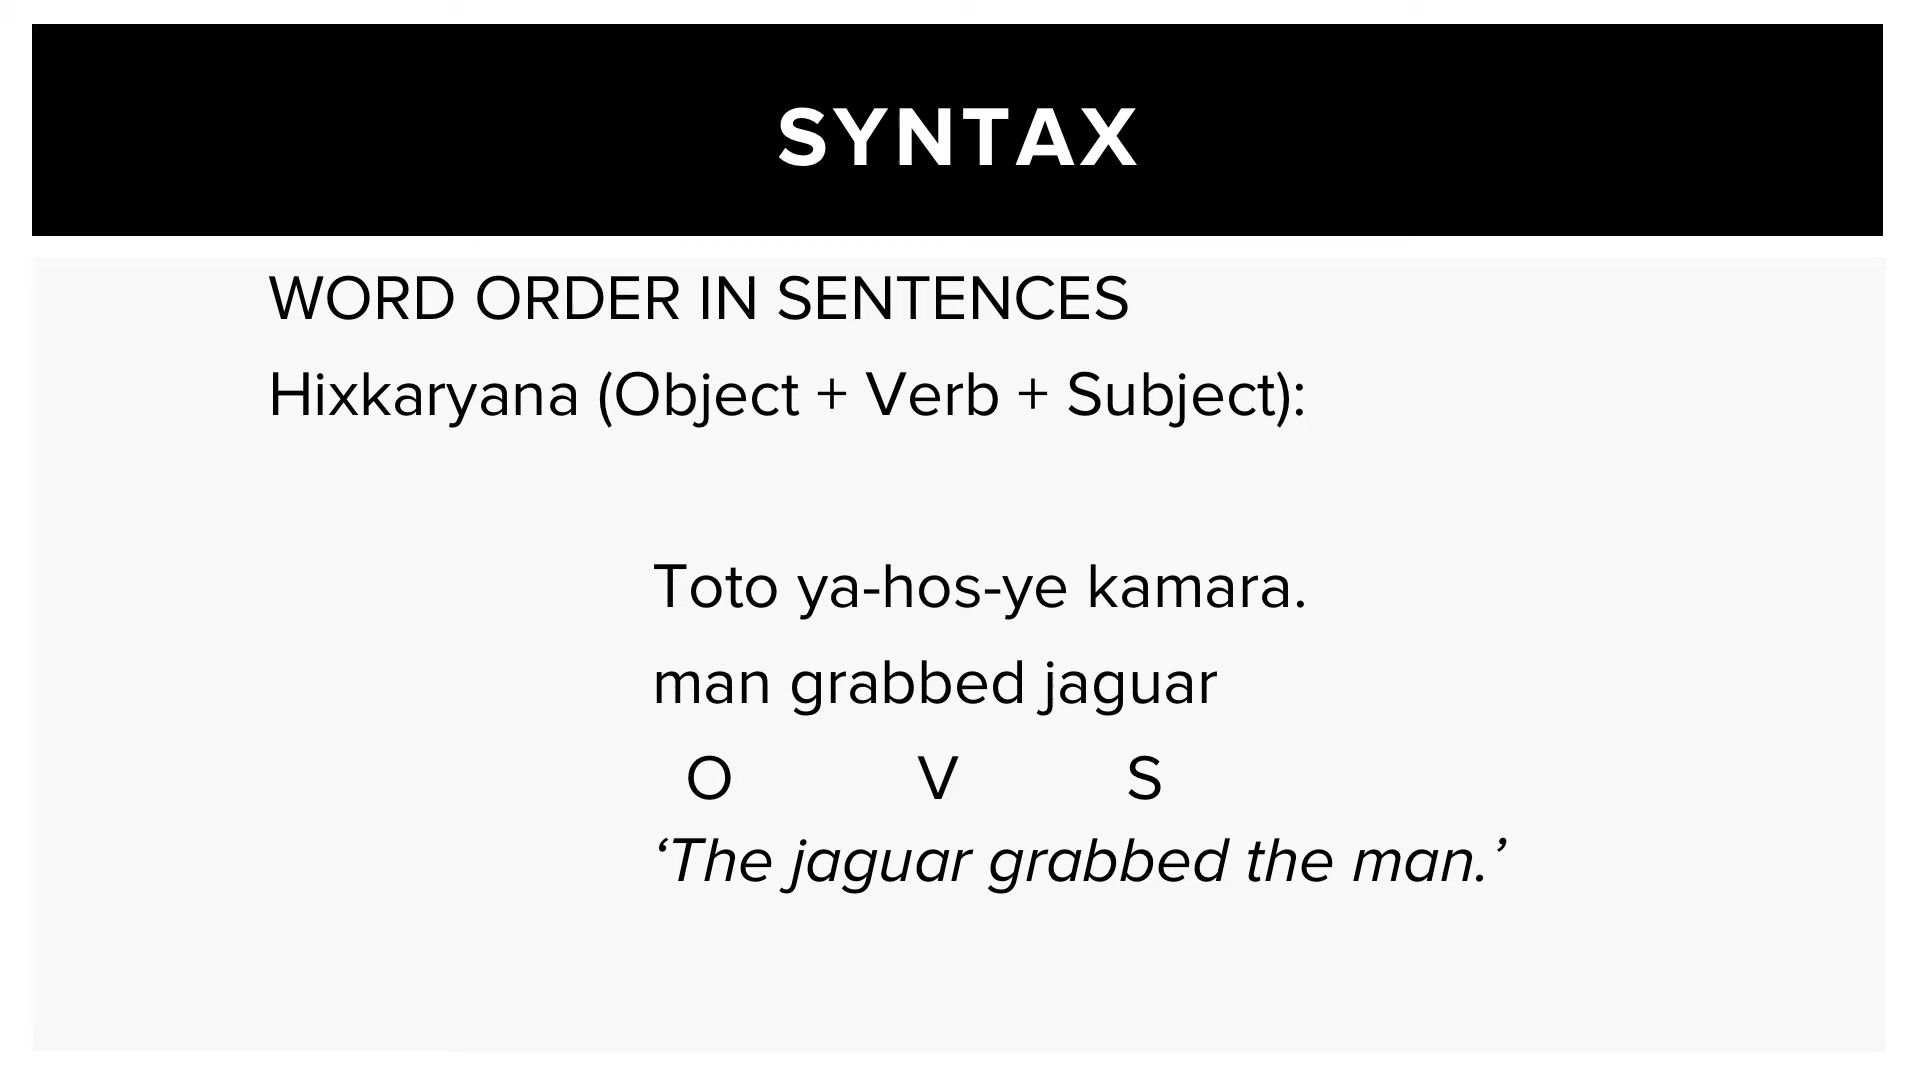 SYNTAX
WORD ORDER IN SENTENCES
Hixkaryana (Object + Verb + Subject):
Toto ya-hos-ye kamara.
man grabbed jaguar
O V S
‘The jaguar grabbed the man.’